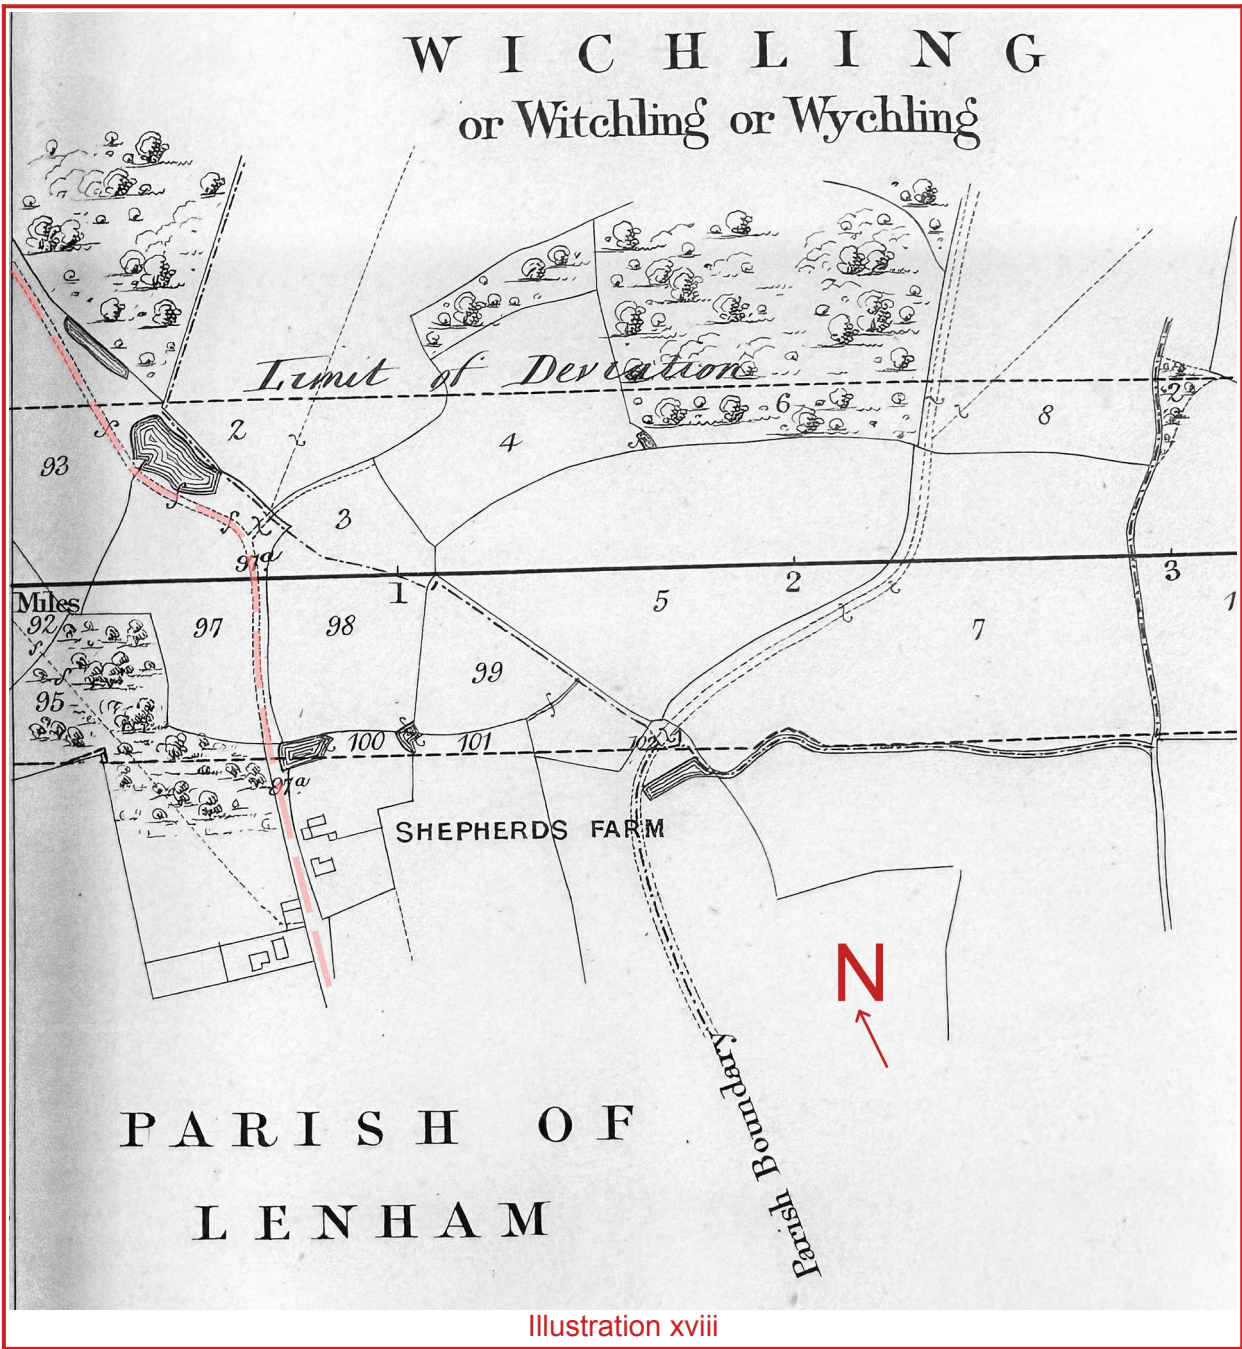 WICHLING
or Witchling or Wychling
Limit of Deviation
2
6
8
2
4
93
3
97a
1
2
3
Miles
92
97
98
5
7
1
99
95
100
101
102
97a
SHEPHERDS FARM
N
Parish Boundary
PARISH OF
LENHAM
Illustration xviii